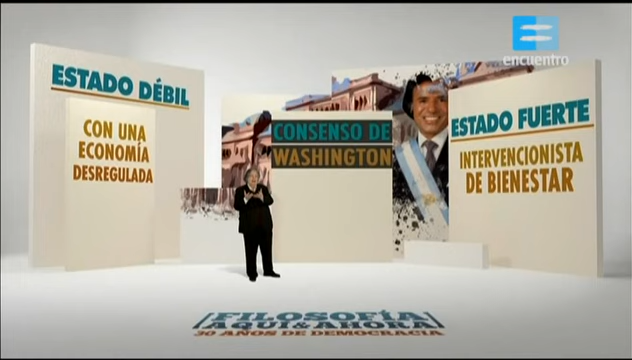 encuentro
ESTADO DÉBIL
CON UNA
ECONOMÍA
DESREGULADA
CONSENSO DE
WASHINGTON
ESTADO FUERTE
INTERVENCIONISTA
DE BIENESTAR
FILOSOFÍA
AQUÍ & AHORA
30 AÑOS DE DEMOCRACIA